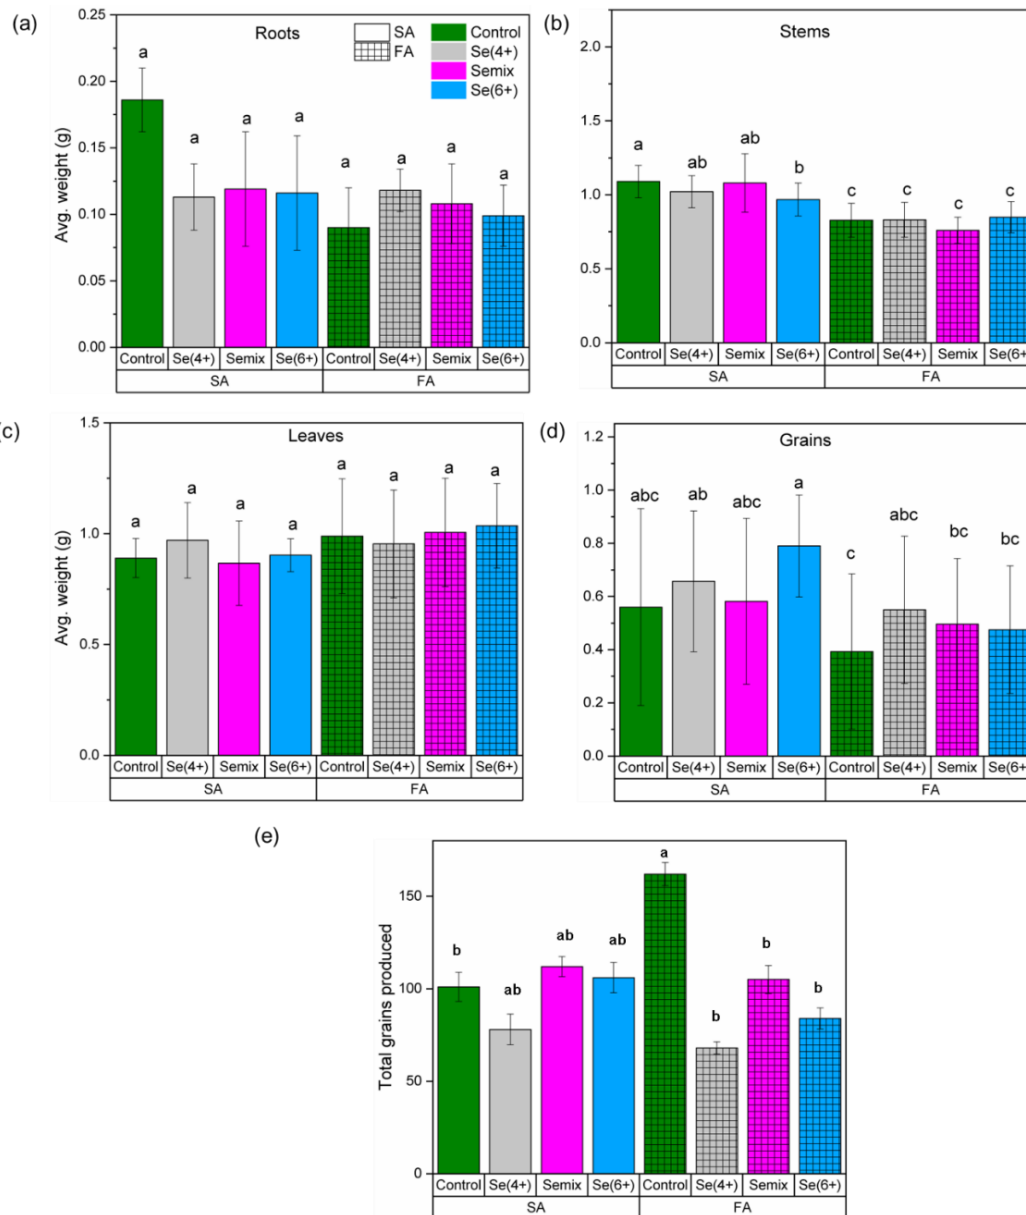 (a)
Roots
SA
FA
Control
Se(4+)
Semix
Se(6+)
a a a a a a a a
Avg. weight (g)
0.25
0.20
0.15
0.10
0.05
0.00
Control Se(4+) Semix Se(6+) Control Se(4+) Semix Se(6+)
SA FA
(b)
Stems
a ab ab b c c c c
2.0
1.5
1.0
0.5
0.0
Control Se(4+) Semix Se(6+) Control Se(4+) Semix Se(6+
SA FA
(c)
Leaves
a a a a a a a a
Avg. weight (g)
1.5
1.0
0.5
0.0
Control Se(4+) Semix Se(6+) Control Se(4+) Semix Se(6+)
SA FA
(d)
Grains
abc ab abc a c abc bc bc
1.2
1.0
0.8
0.6
0.4
0.2
0.0
Control Se(4+) Semix Se(6+) Control Se(4+) Semix Se(6+
SA FA
(e)
b ab ab ab a b b b
Total grains produced
150
100
50
0
Control Se(4+) Semix Se(6+) Control Se(4+) Semix Se(6+)
SA FA